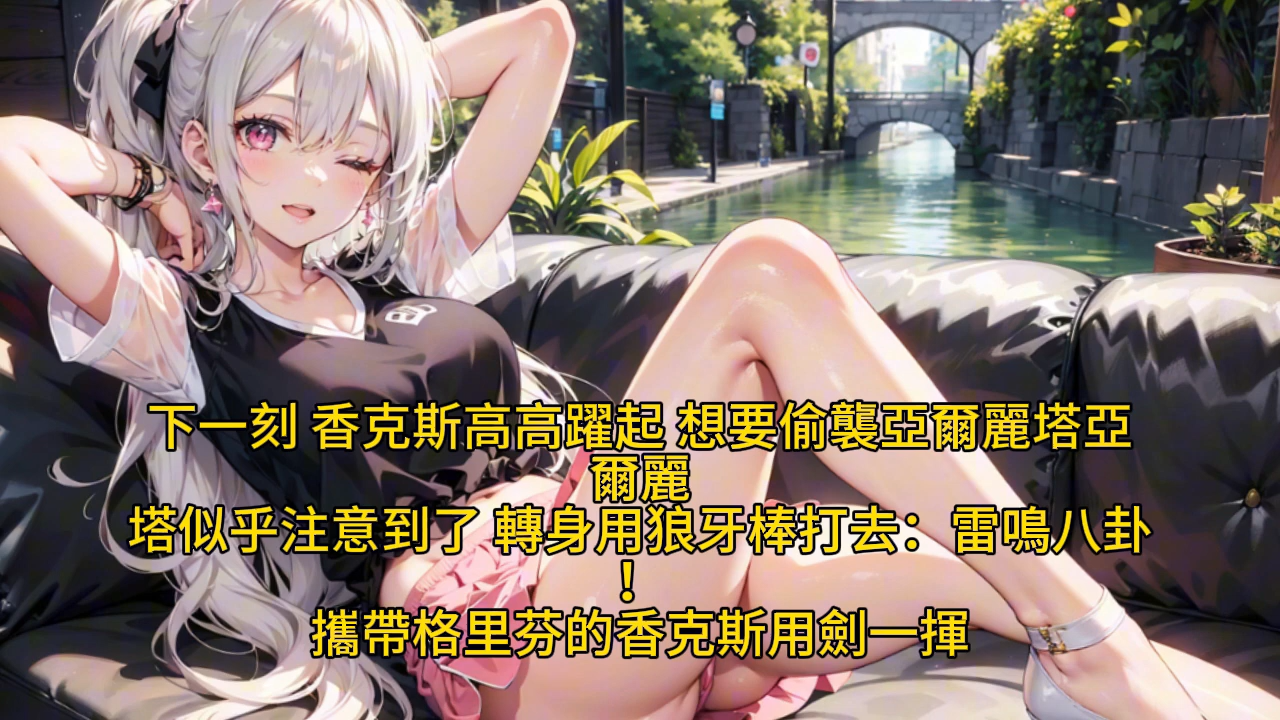 下一刻 香克斯高高躍起 想要偷襲亞爾麗塔亞
爾麗
塔似乎注意到了 轉身用狼牙棒打去：雷鳴八卦
！
攜帶格里芬的香克斯用劍一揮